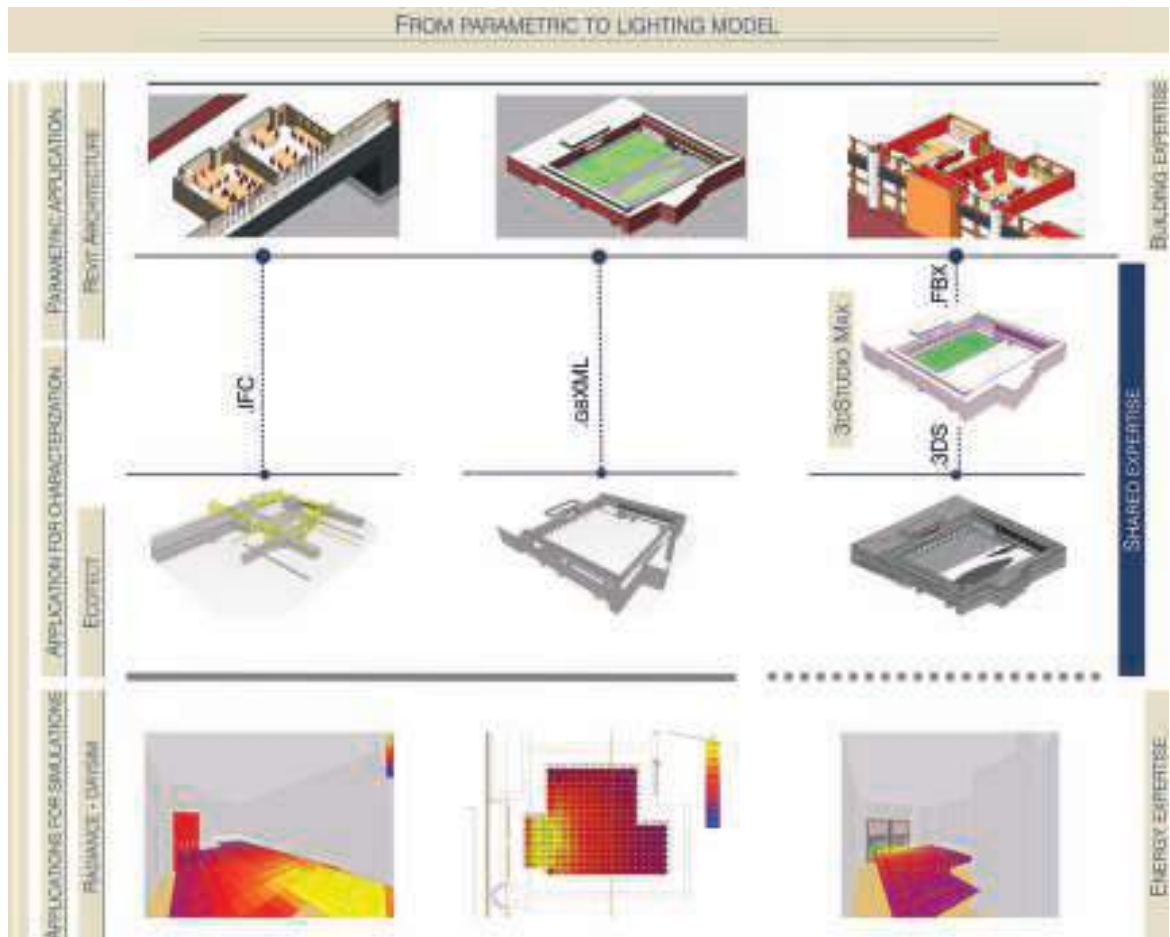 FROM PARAMETRIC TO LIGHTING MODEL
PARAMETRIC APPLICATION
REVIT ARCHITECTURE
BUILDING EXPERTISE
.IFC
.GBXML
.FBX
3DSTUDIO MAX
.3DS
APPLICATION FOR CHARACTERIZATION
ECOTECT
SHARED EXPERTISE
APPLICATIONS FOR SIMULATIONS
RADIANCE - DAYSIM
ENERGY EXPERTISE